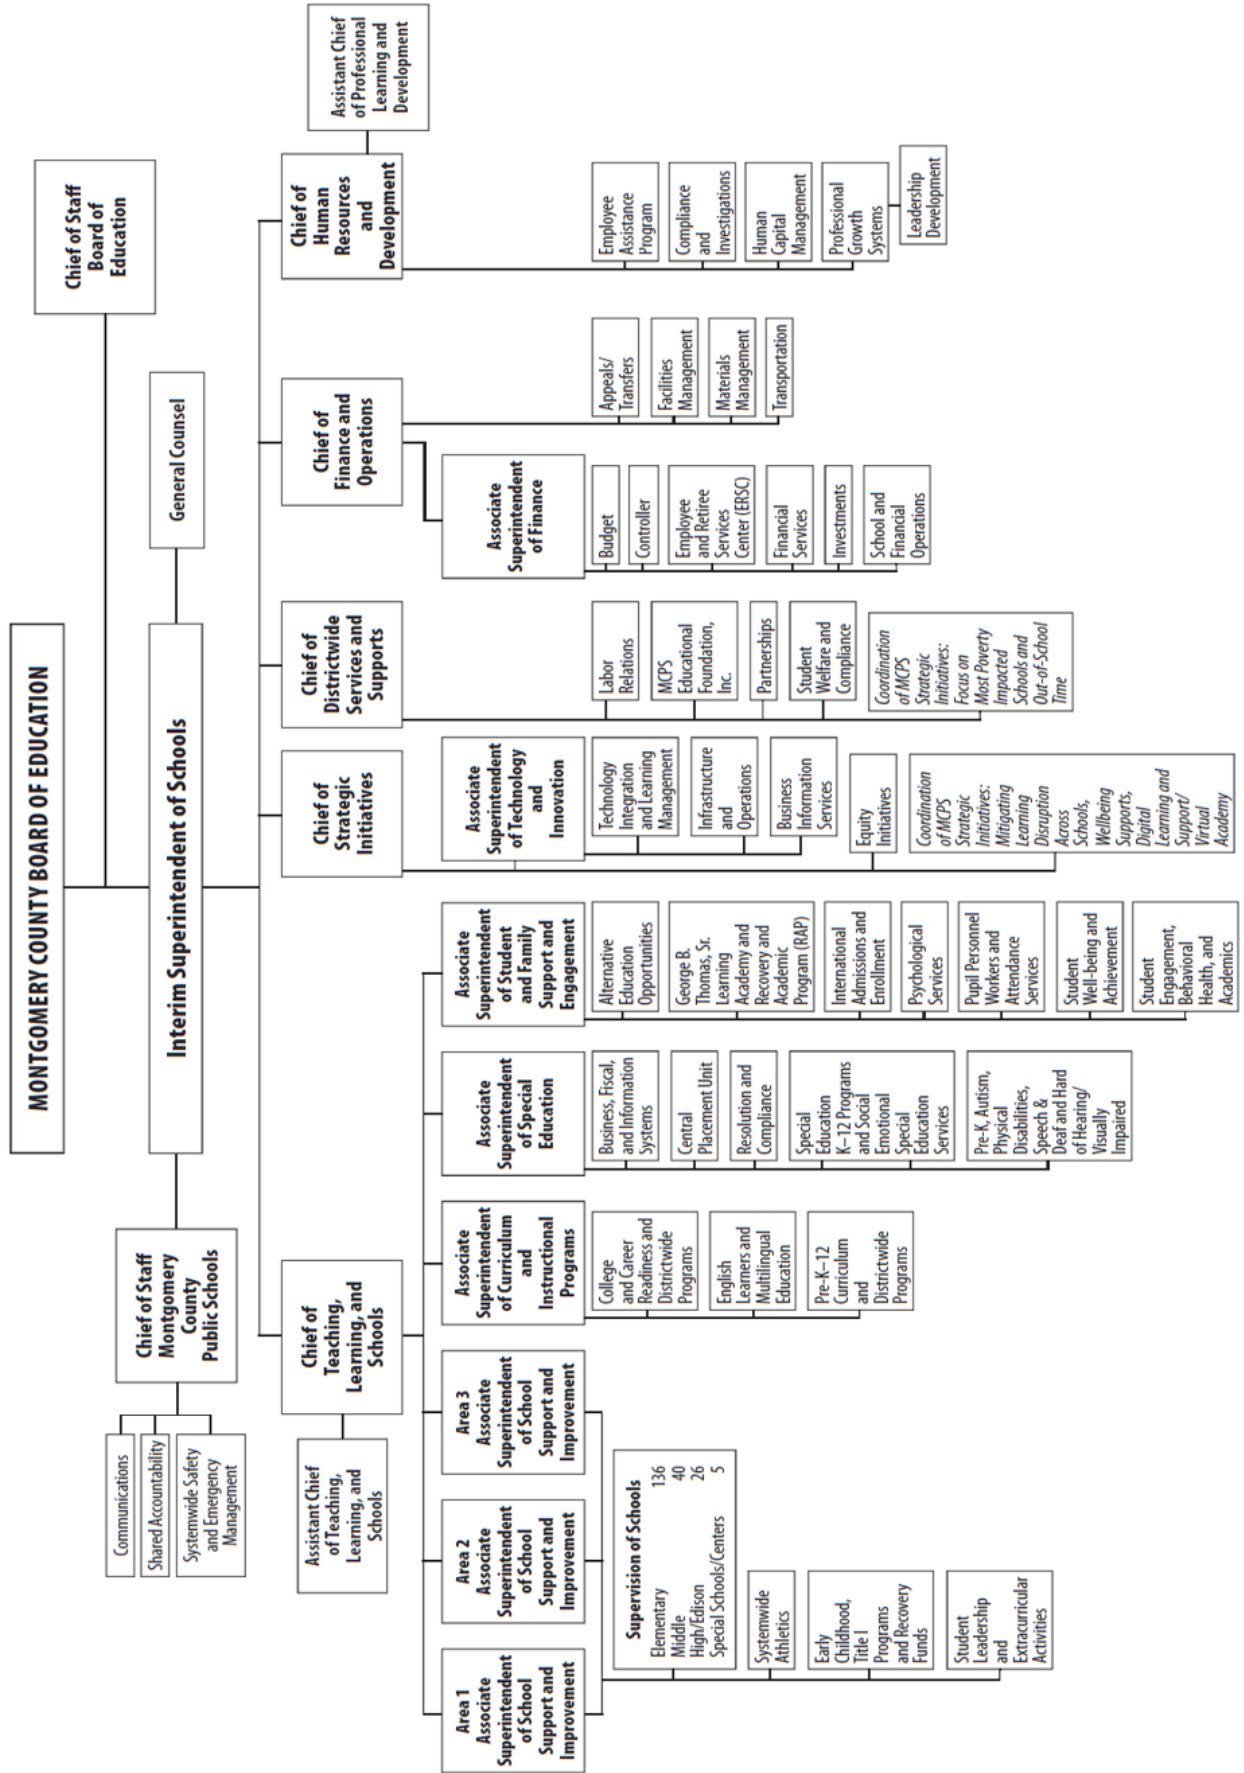 MONTGOMERY COUNTY BOARD OF EDUCATION
Chief of Staff
Board of
Education
Interim Superintendent of Schools
General Counsel
Chief of Staff
Montgomery
County
Public Schools
Communications
Shared Accountability
Systemwide Safety
and Emergency
Management
Chief of
Teaching,
Learning, and
Schools
Assistant Chief
of Teaching,
Learning, and
Schools
Area 1
Associate
Superintendent
of School
Support and
Improvement
Area 2
Associate
Superintendent
of School
Support and
Improvement
Area 3
Associate
Superintendent
of School
Support and
Improvement
Supervision of Schools
Elementary 136
Middle 40
High/Edison 26
Special Schools/Centers 5
Systemwide
Athletics
Early
Childhood,
Title I
Programs
and Recovery
Funds
Student
Leadership
and
Extracurricular
Activities
Associate
Superintendent
of Curriculum
and
Instructional
Programs
College
and Career
Readiness and
Districtwide
Programs
English
Learners and
Multilingual
Education
Pre-K–12
Curriculum
and
Districtwide
Programs
Associate
Superintendent
of Special
Education
Business, Fiscal,
and Information
Systems
Central
Placement Unit
Resolution and
Compliance
Special
Education
K–12 Programs
and Social
Emotional
Special
Education
Services
Pre-K, Autism,
Physical
Disabilities,
Speech &
Deaf and Hard
of Hearing/
Visually
Impaired
Associate
Superintendent
of Student
and Family
Support and
Engagement
Alternative
Education
Opportunities
George B.
Thomas, Sr.
Learning
Academy and
Recovery and
Academic
Program (RAP)
International
Admissions and
Enrollment
Psychological
Services
Pupil Personnel
Workers and
Attendance
Services
Student
Well-being and
Achievement
Student
Engagement,
Behavioral
Health, and
Academics
Chief of
Strategic
Initiatives
Associate
Superintendent
of Technology
and
Innovation
Technology
Integration
and Learning
Management
Infrastructure
and
Operations
Business
Information
Services
Equity
Initiatives
Coordination
of MCPS
Strategic
Initiatives:
Mitigating
Learning
Disruption
Across
Schools,
Wellbeing
Supports,
Digital
Learning and
Support/
Virtual
Academy
Chief of
Districtwide
Services and
Supports
Labor
Relations
MCPS
Educational
Foundation,
Inc.
Partnerships
Student
Welfare and
Compliance
Coordination
of MCPS
Strategic
Initiatives:
Focus on
Most Poverty
Impacted
Schools and
Out-of-School
Time
Chief of
Finance and
Operations
Associate
Superintendent
of Finance
Budget
Controller
Employee
and Retiree
Services
Center (ERSC)
Financial
Services
Investments
School and
Financial
Operations
Appeals/
Transfers
Facilities
Management
Materials
Management
Transportation
Chief of
Human
Resources
and
Development
Assistant Chief
of Professional
Learning and
Development
Employee
Assistance
Program
Compliance
and
Investigations
Human
Capital
Management
Professional
Growth
Systems
Leadership
Development